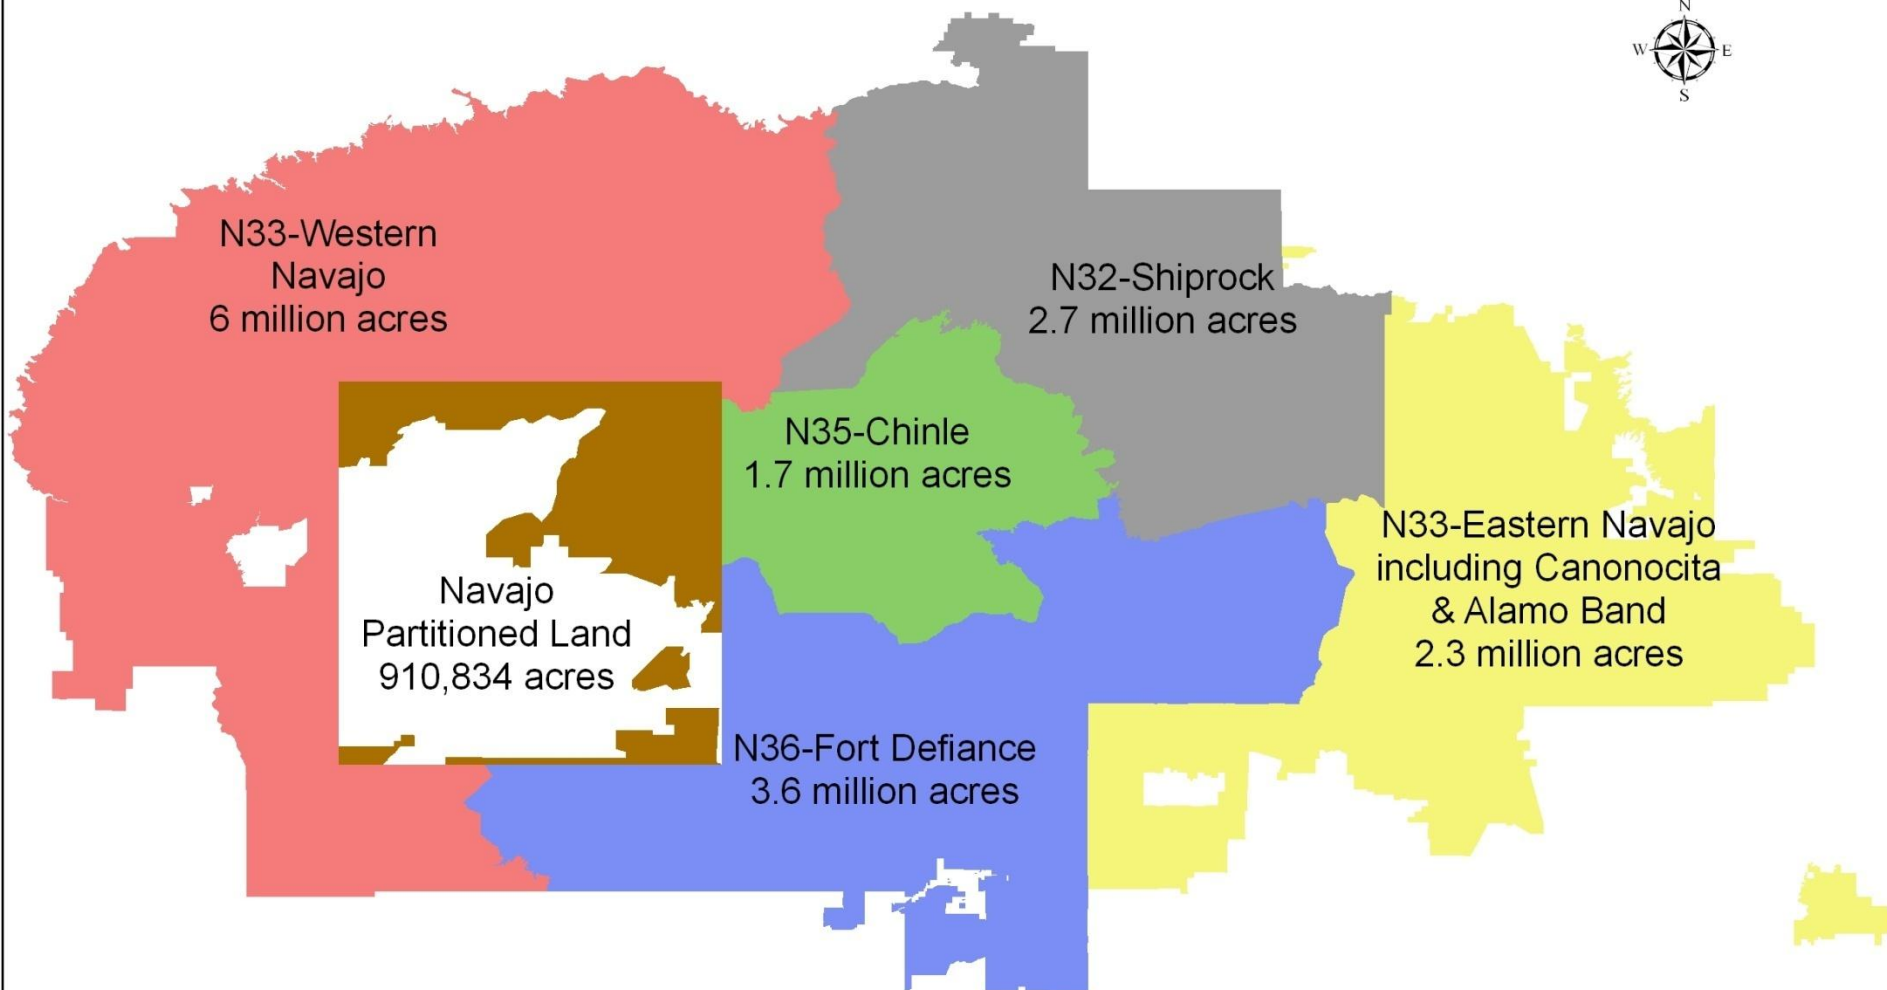 N
W E
S
N33-Western
Navajo
6 million acres
N32-Shiprock
2.7 million acres
N35-Chinle
1.7 million acres
N33-Eastern Navajo
including Canonocita
& Alamo Band
2.3 million acres
Navajo
Partitioned Land
910,834 acres
N36-Fort Defiance
3.6 million acres